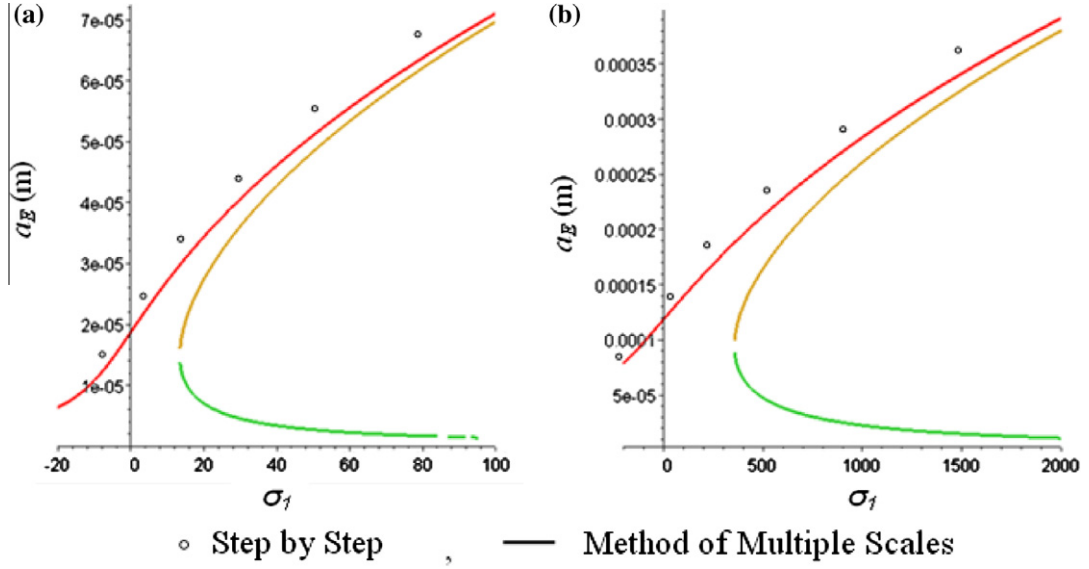 (a)
7e-05
6e-05
5e-05
4e-05
3e-05
2e-05
1e-05
a_E (m)
-20 0 20 40 60 80 100
σ_1
(b)
0.00035
0.0003
0.00025
0.0002
0.00015
0.0001
5e-05
a_E (m)
0 500 1000 1500 2000
σ_1
Step by Step , Method of Multiple Scales